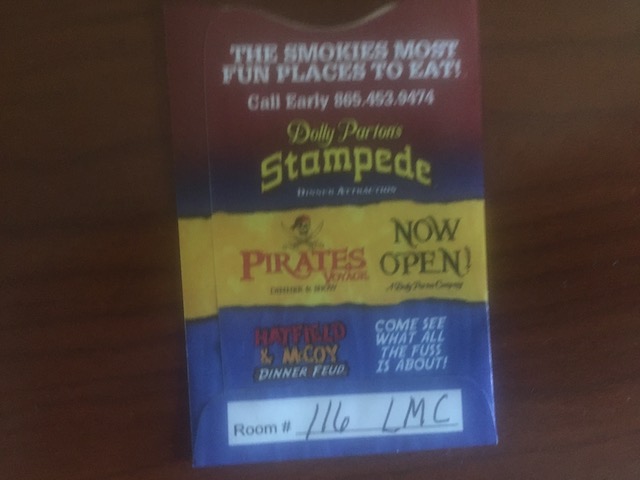 THE SMOKIES MOST
FUN PLACES TO EAT!
Call Early 865.453.9474
Dolly Parton's
Stampede
DINNER ATTRACTION
PIRATES
VOYAGE
DINNER & SHOW
NOW
OPEN!
A Dolly Parton Company
HATFIELD
& McCOY
DINNER FEUD
COME SEE
WHAT ALL
THE FUSS
IS ABOUT!
Room # 116 LMC